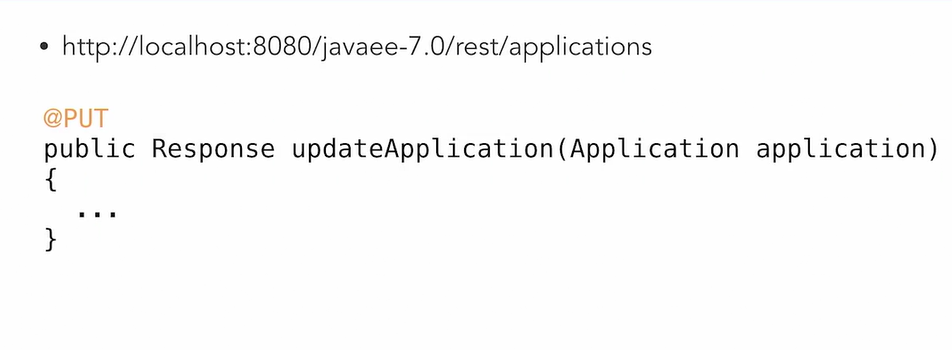 • http://localhost:8080/javaee-7.0/rest/applications
@PUT
public Response updateApplication(Application application)
{
...
}